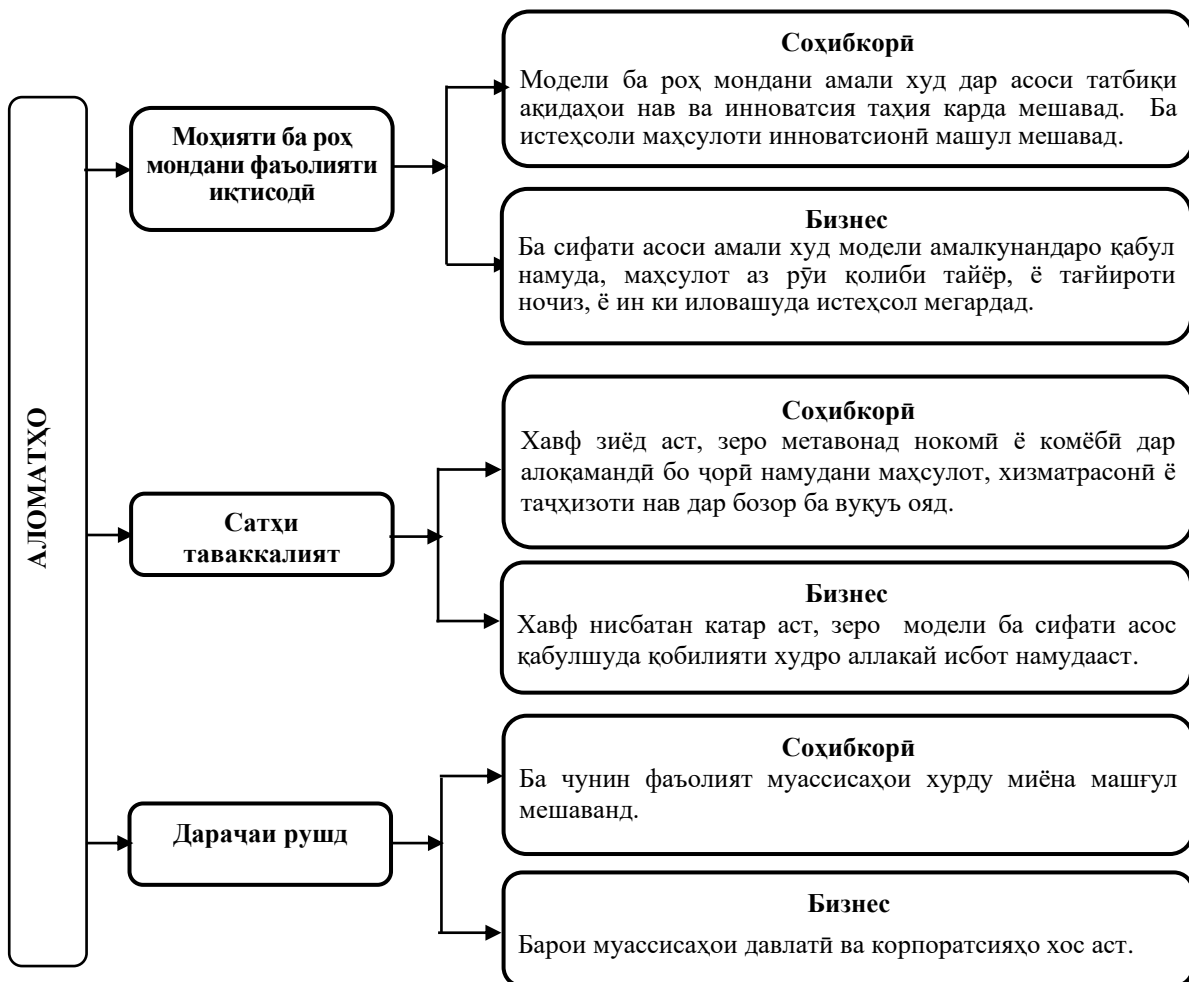 АЛОМАТҲО
Моҳияти ба роҳ
мондани фаъолияти
иқтисодӣ
Соҳибкорӣ
Модели ба роҳ мондани амали худ дар асоси татбиқи
ақидаҳои нав ва инноватсия таҳия карда мешавад. Ба
истеҳсоли маҳсулоти инноватсионӣ машул мешавад.
Бизнес
Ба сифати асоси амали худ модели амалкунандаро қабул
намуда, маҳсулот аз рӯи қолиби тайёр, ё тағйироти
ночиз, ё ин ки иловашуда истеҳсол мегардад.
Сатҳи
таваккалият
Соҳибкорӣ
Хавф зиёд аст, зеро метавонад нокомӣ ё комёбӣ дар
алоқамандӣ бо ҷорӣ намудани маҳсулот, хизматрасонӣ ё
таҷҳизоти нав дар бозор ба вуқуъ ояд.
Бизнес
Хавф нисбатан катар аст, зеро модели ба сифати асос
қабулшуда қобилияти худро аллакай исбот намудааст.
Дараҷаи рушд
Соҳибкорӣ
Ба чунин фаъолият муассисаҳои хурду миёна машғул
мешаванд.
Бизнес
Барои муассисаҳои давлатӣ ва корпоратсияҳо хос аст.